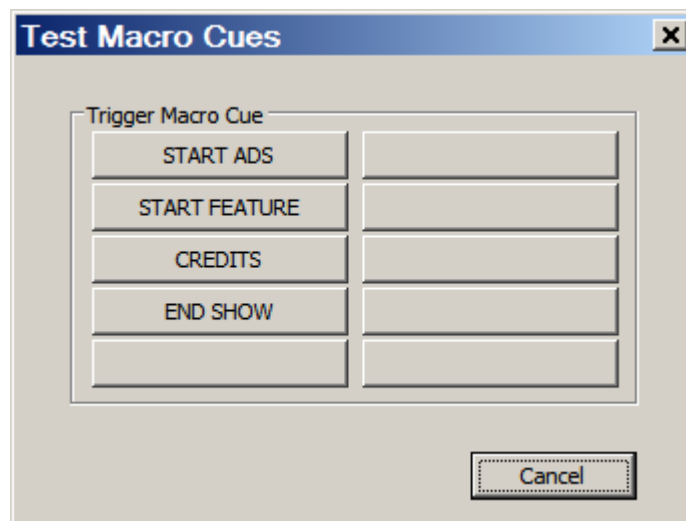 Test Macro Cues
Trigger Macro Cue
START ADS
START FEATURE
CREDITS
END SHOW
Cancel